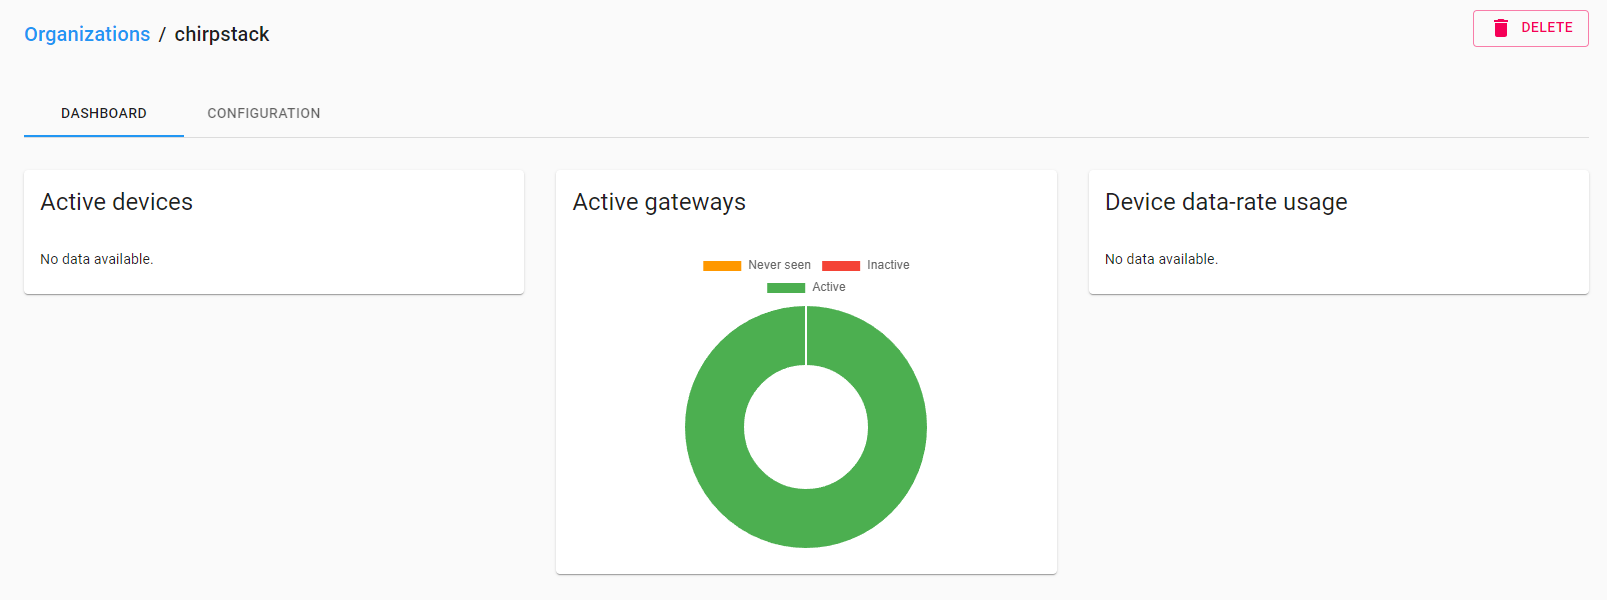 Organizations / chirpstack
DELETE
DASHBOARD CONFIGURATION
Active devices
No data available.
Active gateways
Never seen Inactive
Active
Device data-rate usage
No data available.